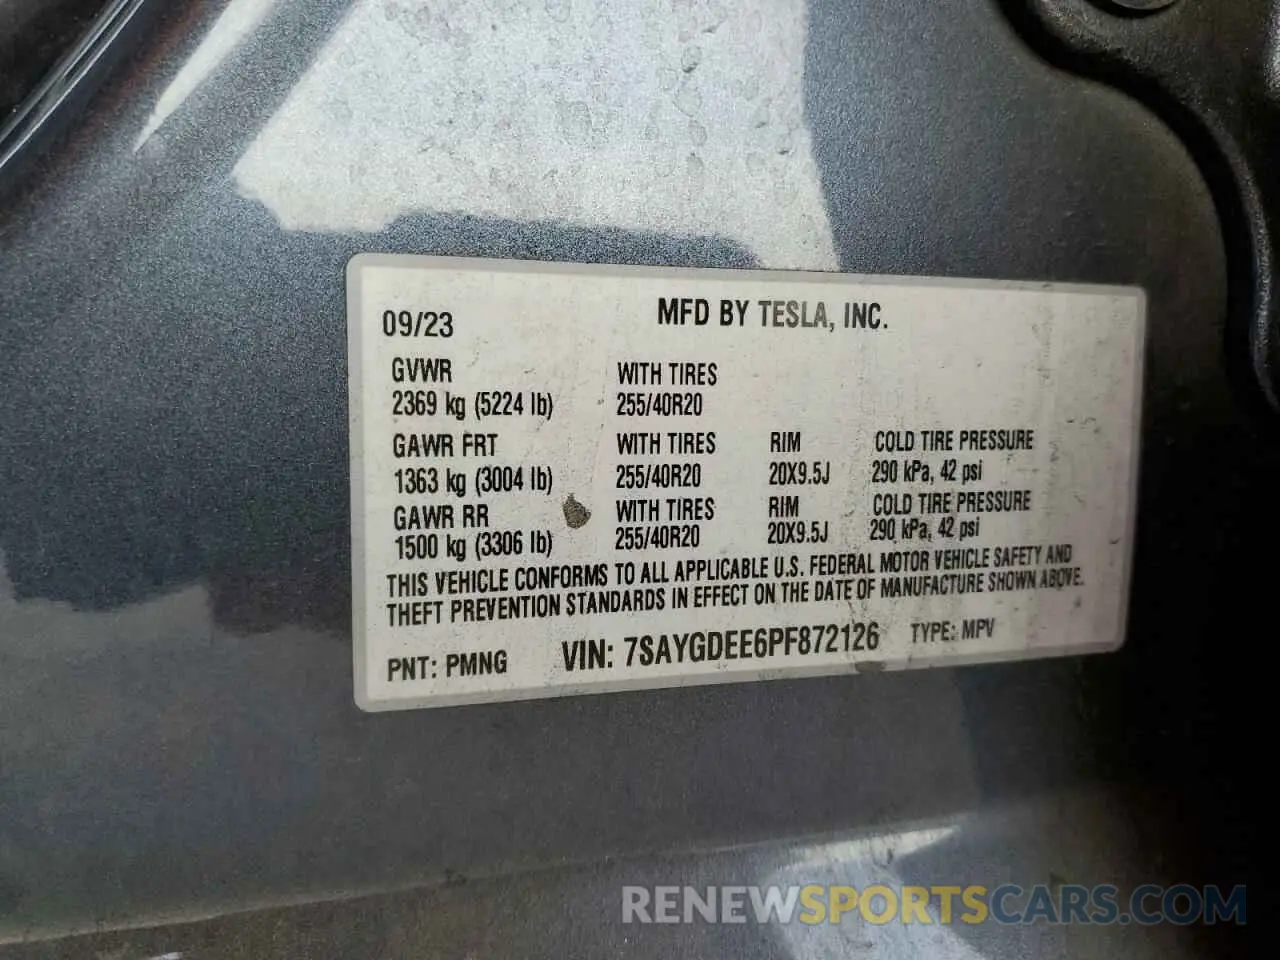 09/23 MFD BY TESLA, INC.
GVWR WITH TIRES
2369 kg (5224 lb) 255/40R20
GAWR FRT WITH TIRES RIM COLD TIRE PRESSURE
1363 kg (3004 lb) 255/40R20 20X9.5J 290 kPa, 42 psi
GAWR RR WITH TIRES RIM COLD TIRE PRESSURE
1500 kg (3306 lb) 255/40R20 20X9.5J 290 kPa, 42 psi
THIS VEHICLE CONFORMS TO ALL APPLICABLE U.S. FEDERAL MOTOR VEHICLE SAFETY AND
THEFT PREVENTION STANDARDS IN EFFECT ON THE DATE OF MANUFACTURE SHOWN ABOVE.
PNT: PMNG VIN: 7SAYGDEE6PF872126 TYPE: MPV
RENEWSPORTSCARS.COM